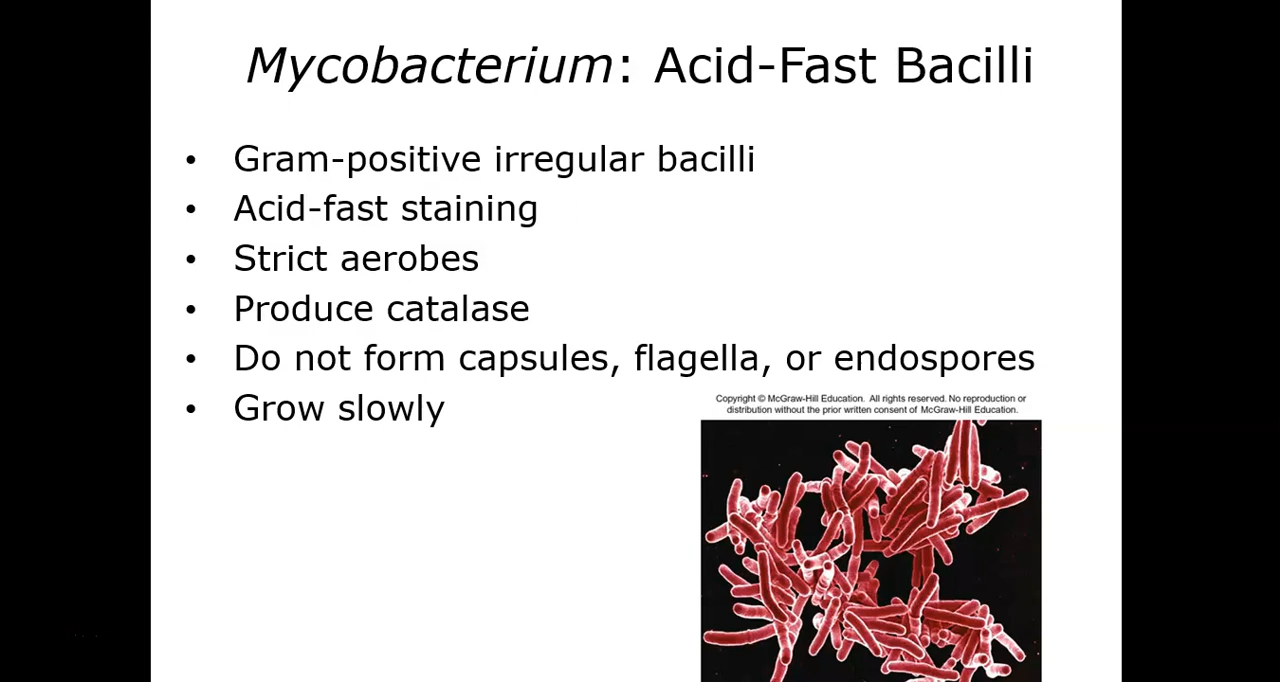 Mycobacterium: Acid-Fast Bacilli
• Gram-positive irregular bacilli
• Acid-fast staining
• Strict aerobes
• Produce catalase
• Do not form capsules, flagella, or endospores
• Grow slowly
Copyright © McGraw-Hill Education. All rights reserved. No reproduction or
distribution without the prior written consent of McGraw-Hill Education.